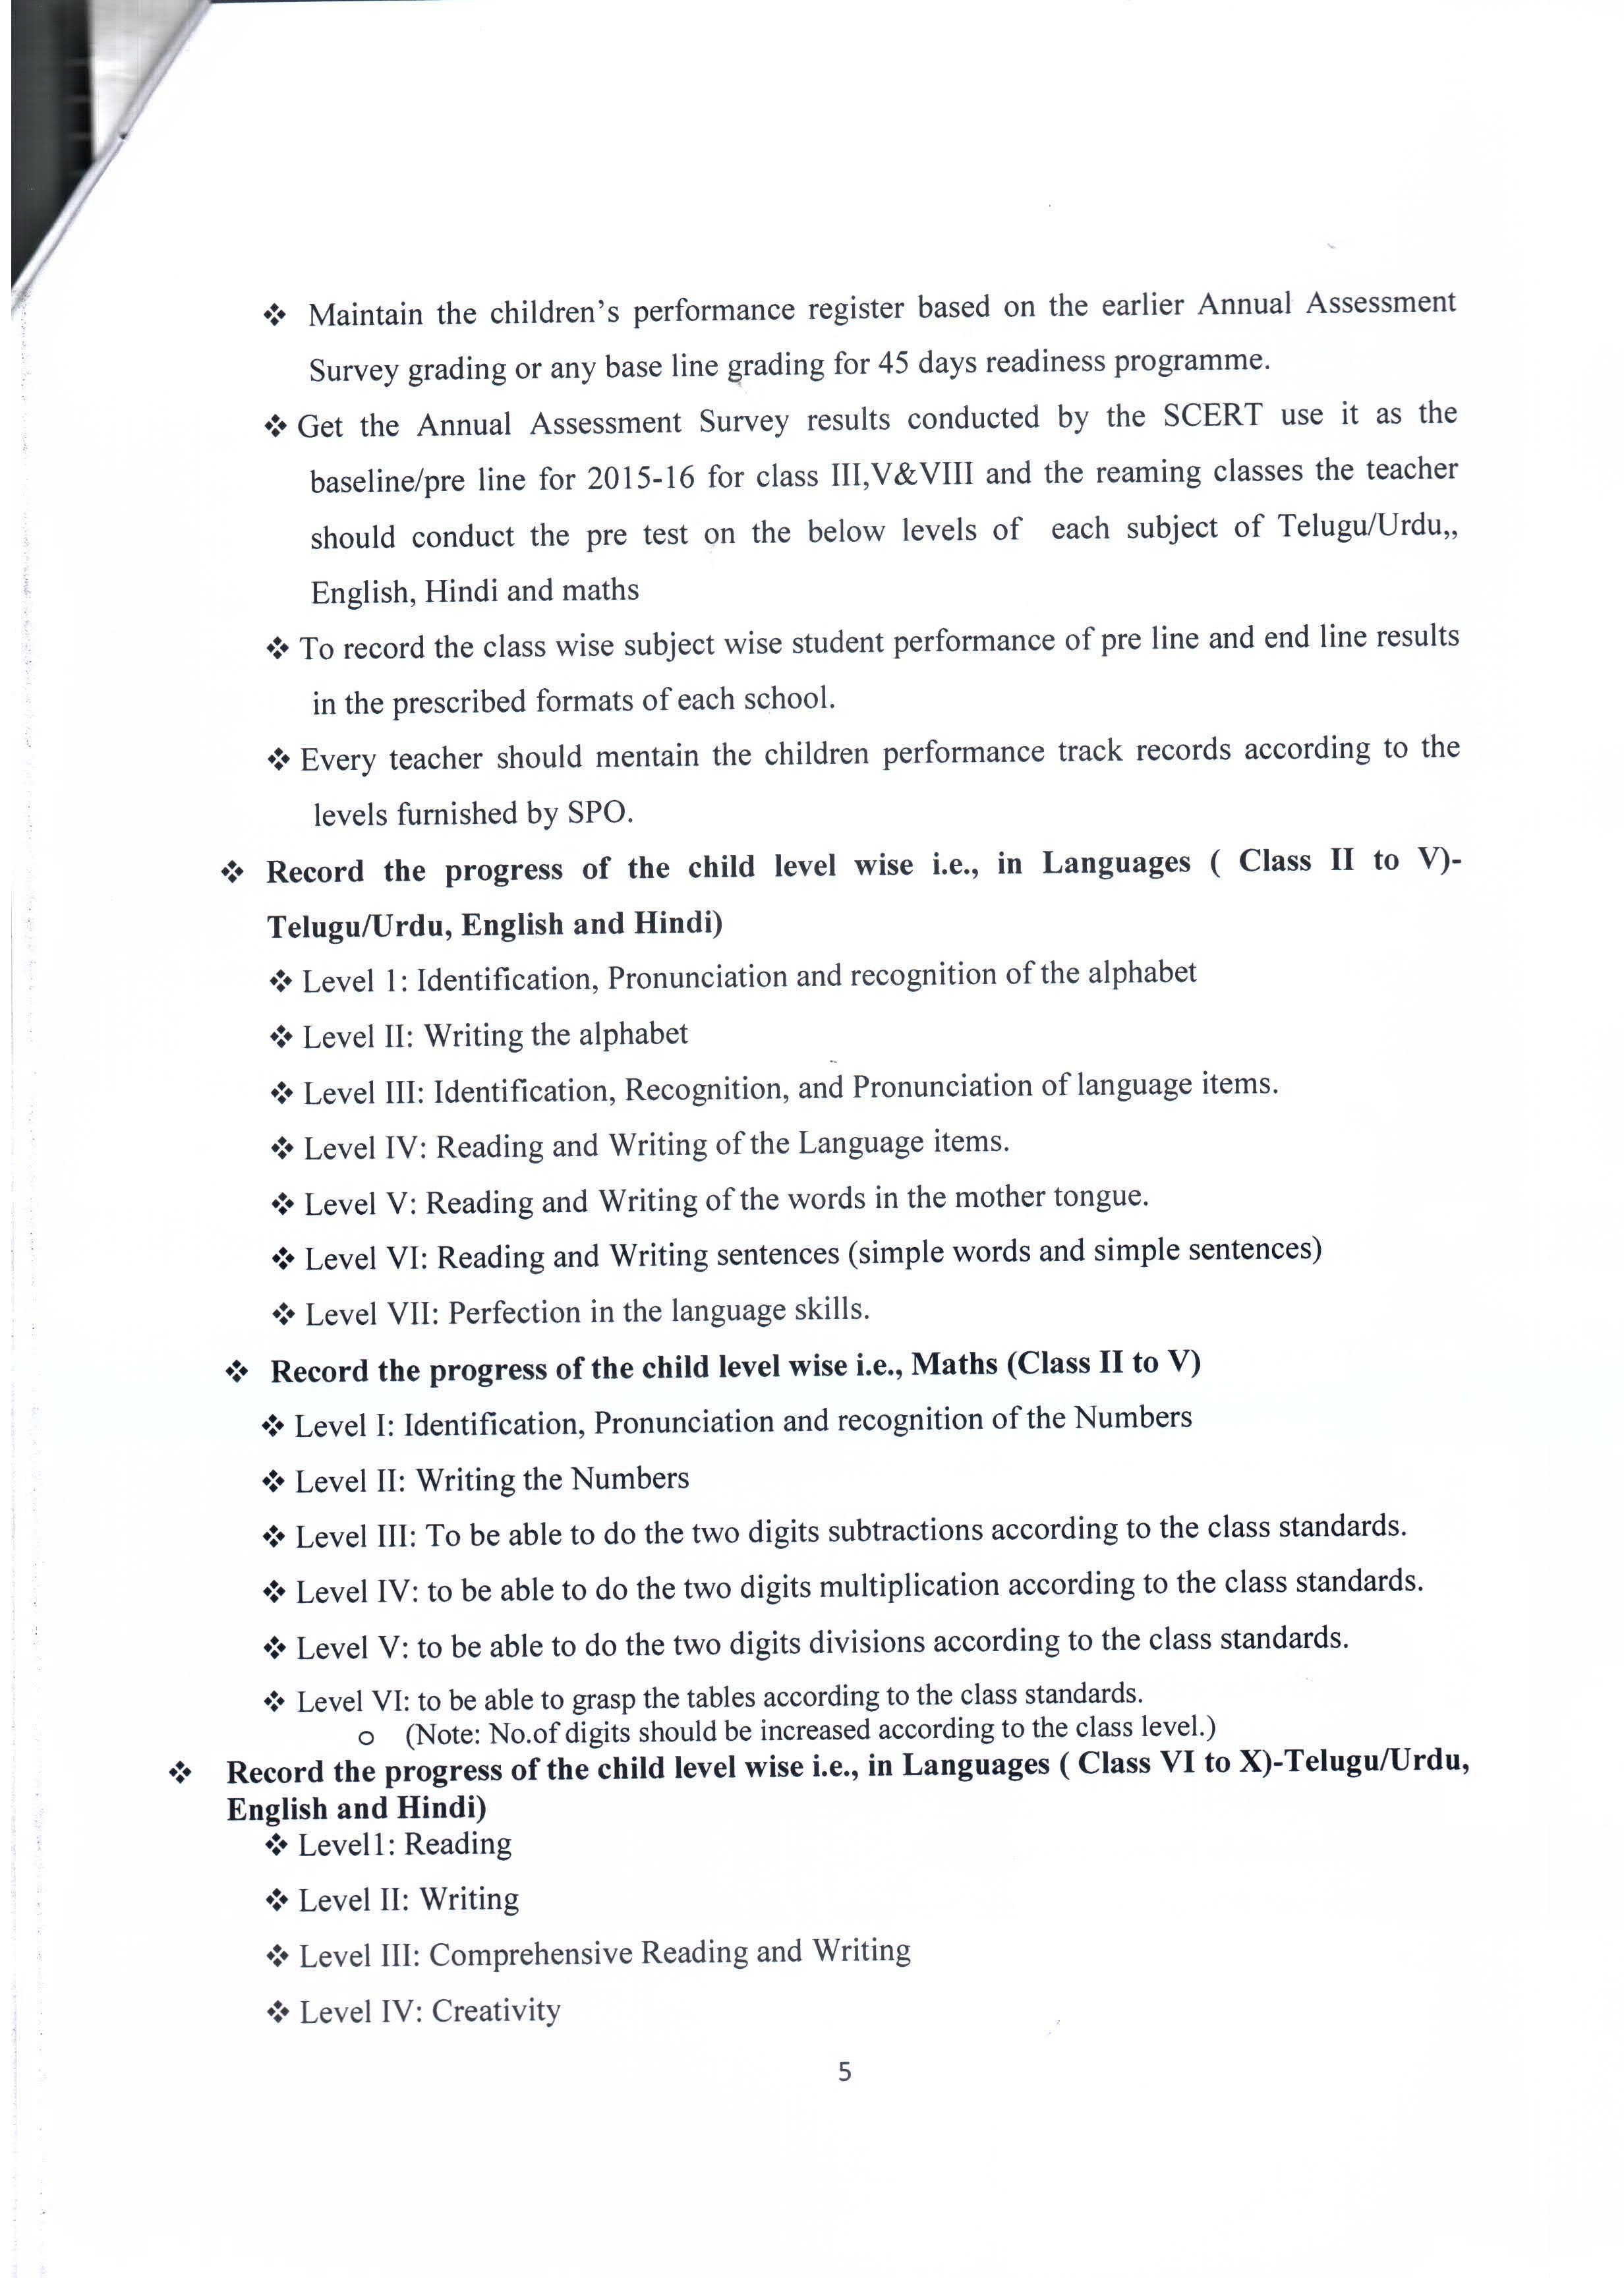 ❖ Maintain the children’s performance register based on the earlier Annual Assessment
Survey grading or any base line grading for 45 days readiness programme.
❖ Get the Annual Assessment Survey results conducted by the SCERT use it as the
baseline/pre line for 2015-16 for class III,V&VIII and the reaming classes the teacher
should conduct the pre test on the below levels of each subject of Telugu/Urdu,,
English, Hindi and maths
❖ To record the class wise subject wise student performance of pre line and end line results
in the prescribed formats of each school.
❖ Every teacher should mentain the children performance track records according to the
levels furnished by SPO.
❖ Record the progress of the child level wise i.e., in Languages ( Class II to V)-
Telugu/Urdu, English and Hindi)
❖ Level 1: Identification, Pronunciation and recognition of the alphabet
❖ Level II: Writing the alphabet
❖ Level III: Identification, Recognition, and Pronunciation of language items.
❖ Level IV: Reading and Writing of the Language items.
❖ Level V: Reading and Writing of the words in the mother tongue.
❖ Level VI: Reading and Writing sentences (simple words and simple sentences)
❖ Level VII: Perfection in the language skills.
❖ Record the progress of the child level wise i.e., Maths (Class II to V)
❖ Level I: Identification, Pronunciation and recognition of the Numbers
❖ Level II: Writing the Numbers
❖ Level III: To be able to do the two digits subtractions according to the class standards.
❖ Level IV: to be able to do the two digits multiplication according to the class standards.
❖ Level V: to be able to do the two digits divisions according to the class standards.
❖ Level VI: to be able to grasp the tables according to the class standards.
o (Note: No.of digits should be increased according to the class level.)
❖ Record the progress of the child level wise i.e., in Languages ( Class VI to X)-Telugu/Urdu,
English and Hindi)
❖ Level1: Reading
❖ Level II: Writing
❖ Level III: Comprehensive Reading and Writing
❖ Level IV: Creativity
5